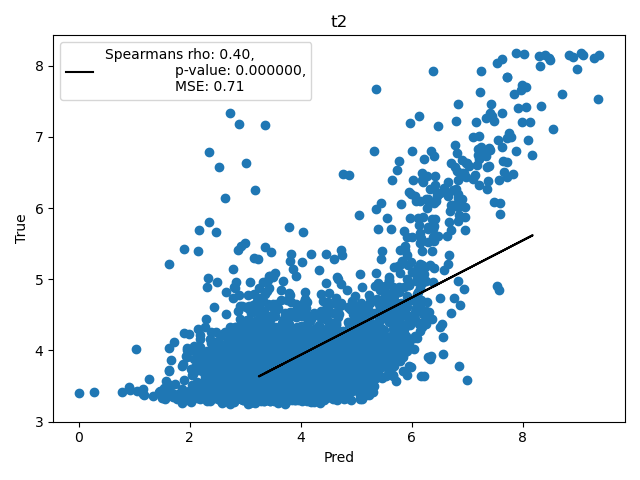 t2
Spearmans rho: 0.40,
p-value: 0.000000,
MSE: 0.71
True
8
7
6
5
4
3
0 2 4 6 8
Pred